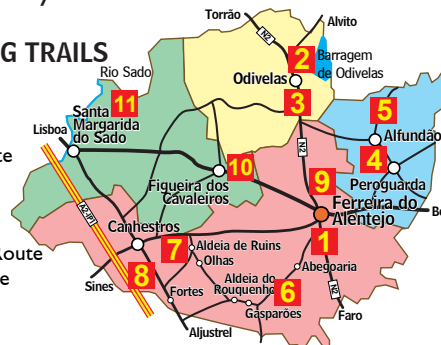 Torrão
N2
Alvito
G TRAILS
2
Barragem
de Odivelas
Rio Sado
Odivelas
11
3
5
Santa
Margarida
do Sado
Lisboa
Alfundão
N2
te
4
10
9
Peroguarda
Figueira dos
Cavaleiros
Ferreira do
Alentejo
Be
A2-IP1
Canhestros
1
7
Aldeia de Ruins
Route
Olhas
Abegoaria
e
8
Aldeia do
Rouquenho
6
Sines
Fortes
Gasparões
N2
Faro
Aljustrel